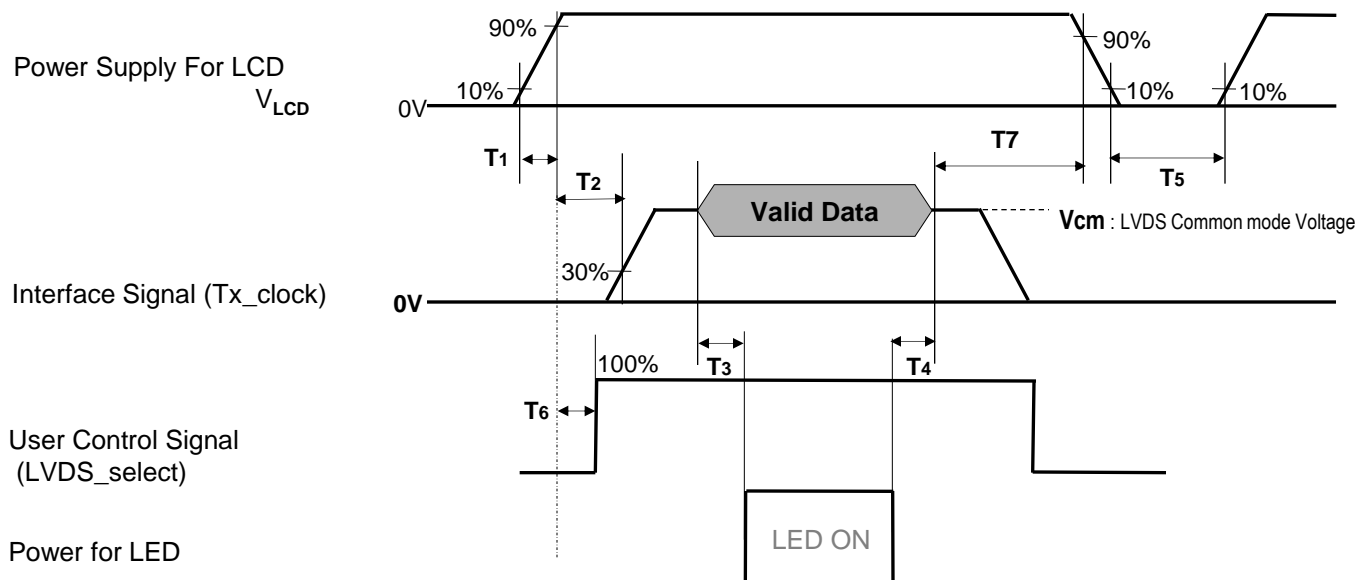 90%
90%
Power Supply For LCD
VLCD
10%
10%
10%
0V
T1
T7
T2
T5
Valid Data
Vcm : LVDS Common mode Voltage
30%
Interface Signal (Tx_clock)
0V
100%
T3
T4
T6
User Control Signal
(LVDS_select)
LED ON
Power for LED